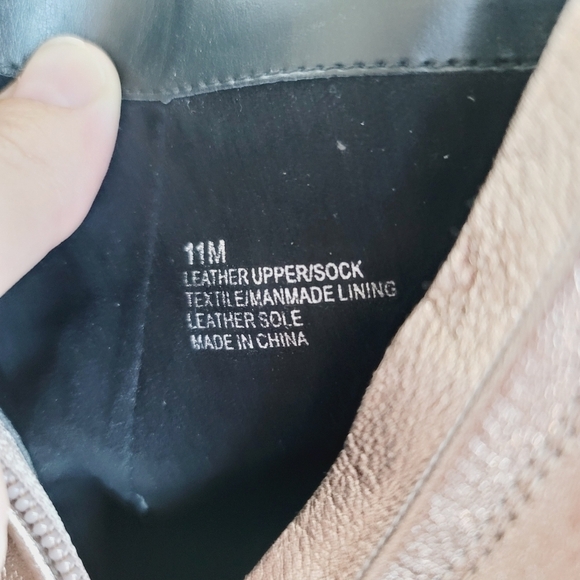 11M
LEATHER UPPER/SOCK
TEXTILE/MANMADE LINING
LEATHER SOLE
MADE IN CHINA